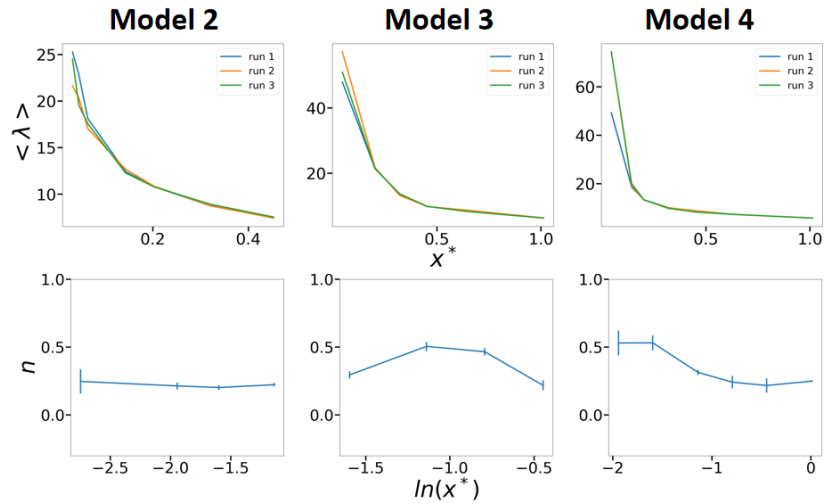 Model 2 Model 3 Model 4
25
20
15
10
0.2 0.4
< λ >
run 1
run 2
run 3
40
20
0.5 1.0
x*
run 1
run 2
run 3
60
40
20
0.5 1.0
run 1
run 2
run 3
1.0
0.5
0.0
−2.5 −2.0 −1.5
n
1.0
0.5
0.0
−1.5 −1.0 −0.5
ln(x*)
1.0
0.5
0.0
−2 −1 0